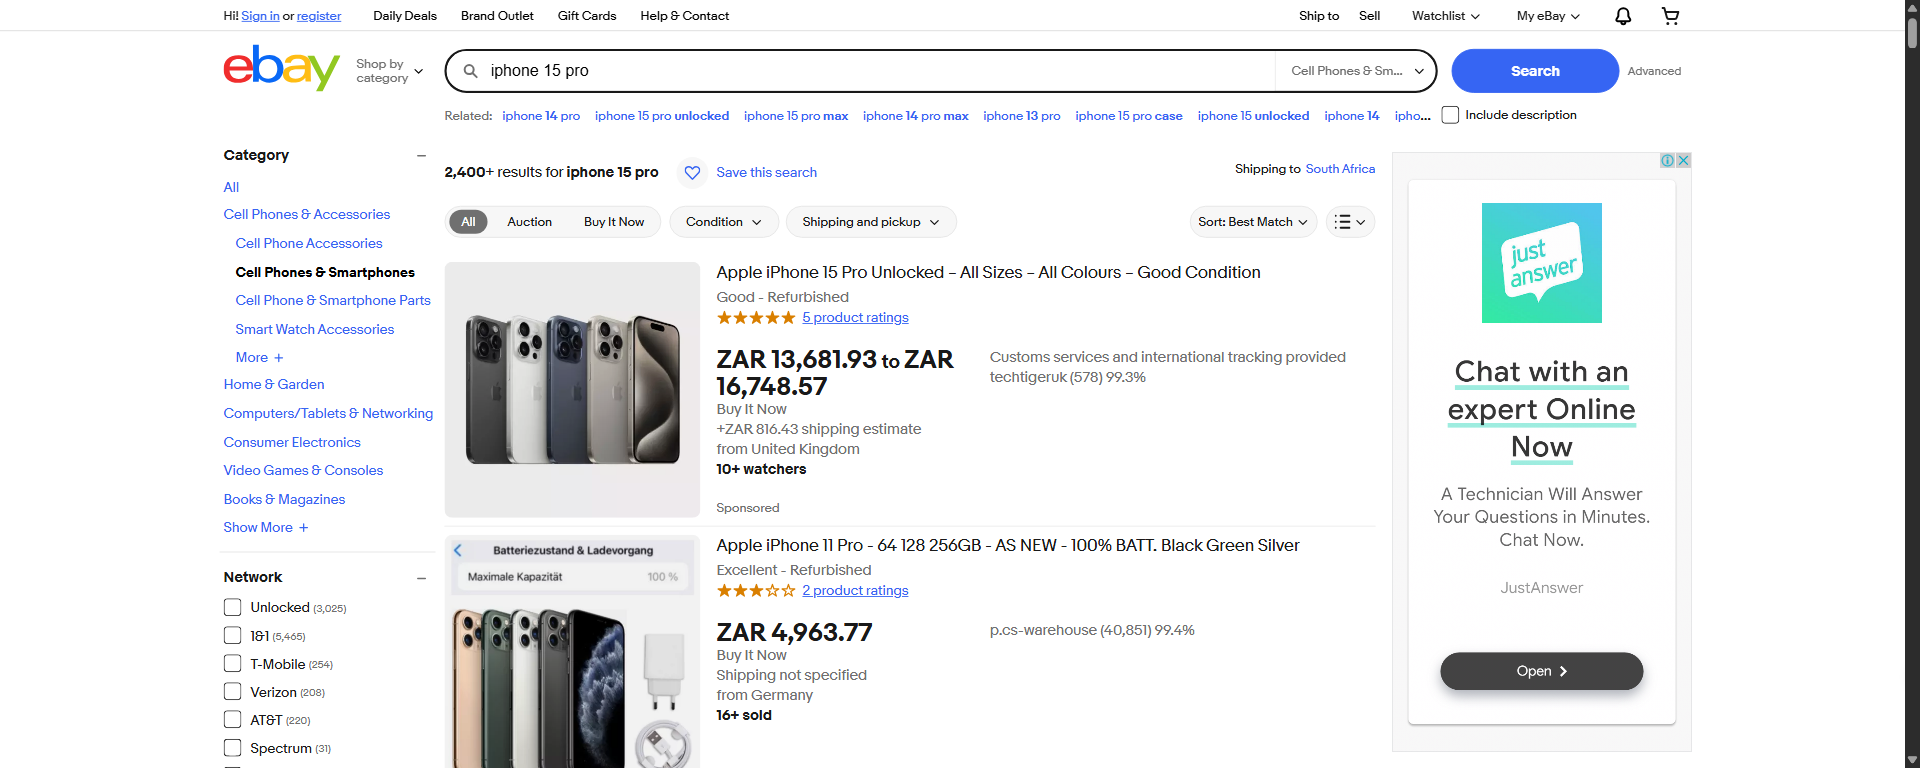 Hi! Sign in or register
Daily Deals
Brand Outlet
Gift Cards
Help & Contact
Ship to
Sell
Watchlist
My eBay
ebay
Shop by
category
iphone 15 pro
Cell Phones & Sm...
Search
Advanced
Related:
iphone 14 pro
iphone 15 pro unlocked
iphone 15 pro max
iphone 14 pro max
iphone 13 pro
iphone 15 pro case
iphone 15 unlocked
iphone 14
ipho...
Include description
Category
All
Cell Phones & Accessories
Cell Phone Accessories
Cell Phones & Smartphones
Cell Phone & Smartphone Parts
Smart Watch Accessories
More +
Home & Garden
Computers/Tablets & Networking
Consumer Electronics
Video Games & Consoles
Books & Magazines
Show More +
Network
Unlocked (3,025)
1&1 (5,465)
T-Mobile (254)
Verizon (208)
AT&T (220)
Spectrum (31)
2,400+ results for iphone 15 pro
Save this search
Shipping to South Africa
All
Auction
Buy It Now
Condition
Shipping and pickup
Sort: Best Match
Apple iPhone 15 Pro Unlocked – All Sizes – All Colours – Good Condition
Good - Refurbished
5 product ratings
ZAR 13,681.93 to ZAR
16,748.57
Buy It Now
+ZAR 816.43 shipping estimate
from United Kingdom
10+ watchers
Sponsored
Customs services and international tracking provided
techtigeruk (578) 99.3%
Batteriezustand & Ladevorgang
Maximale Kapazität 100 %
Apple iPhone 11 Pro - 64 128 256GB - AS NEW - 100% BATT. Black Green Silver
Excellent - Refurbished
2 product ratings
ZAR 4,963.77
Buy It Now
Shipping not specified
from Germany
16+ sold
p.cs-warehouse (40,851) 99.4%
just
answer
Chat with an
expert Online
Now
A Technician Will Answer
Your Questions in Minutes.
Chat Now.
JustAnswer
Open